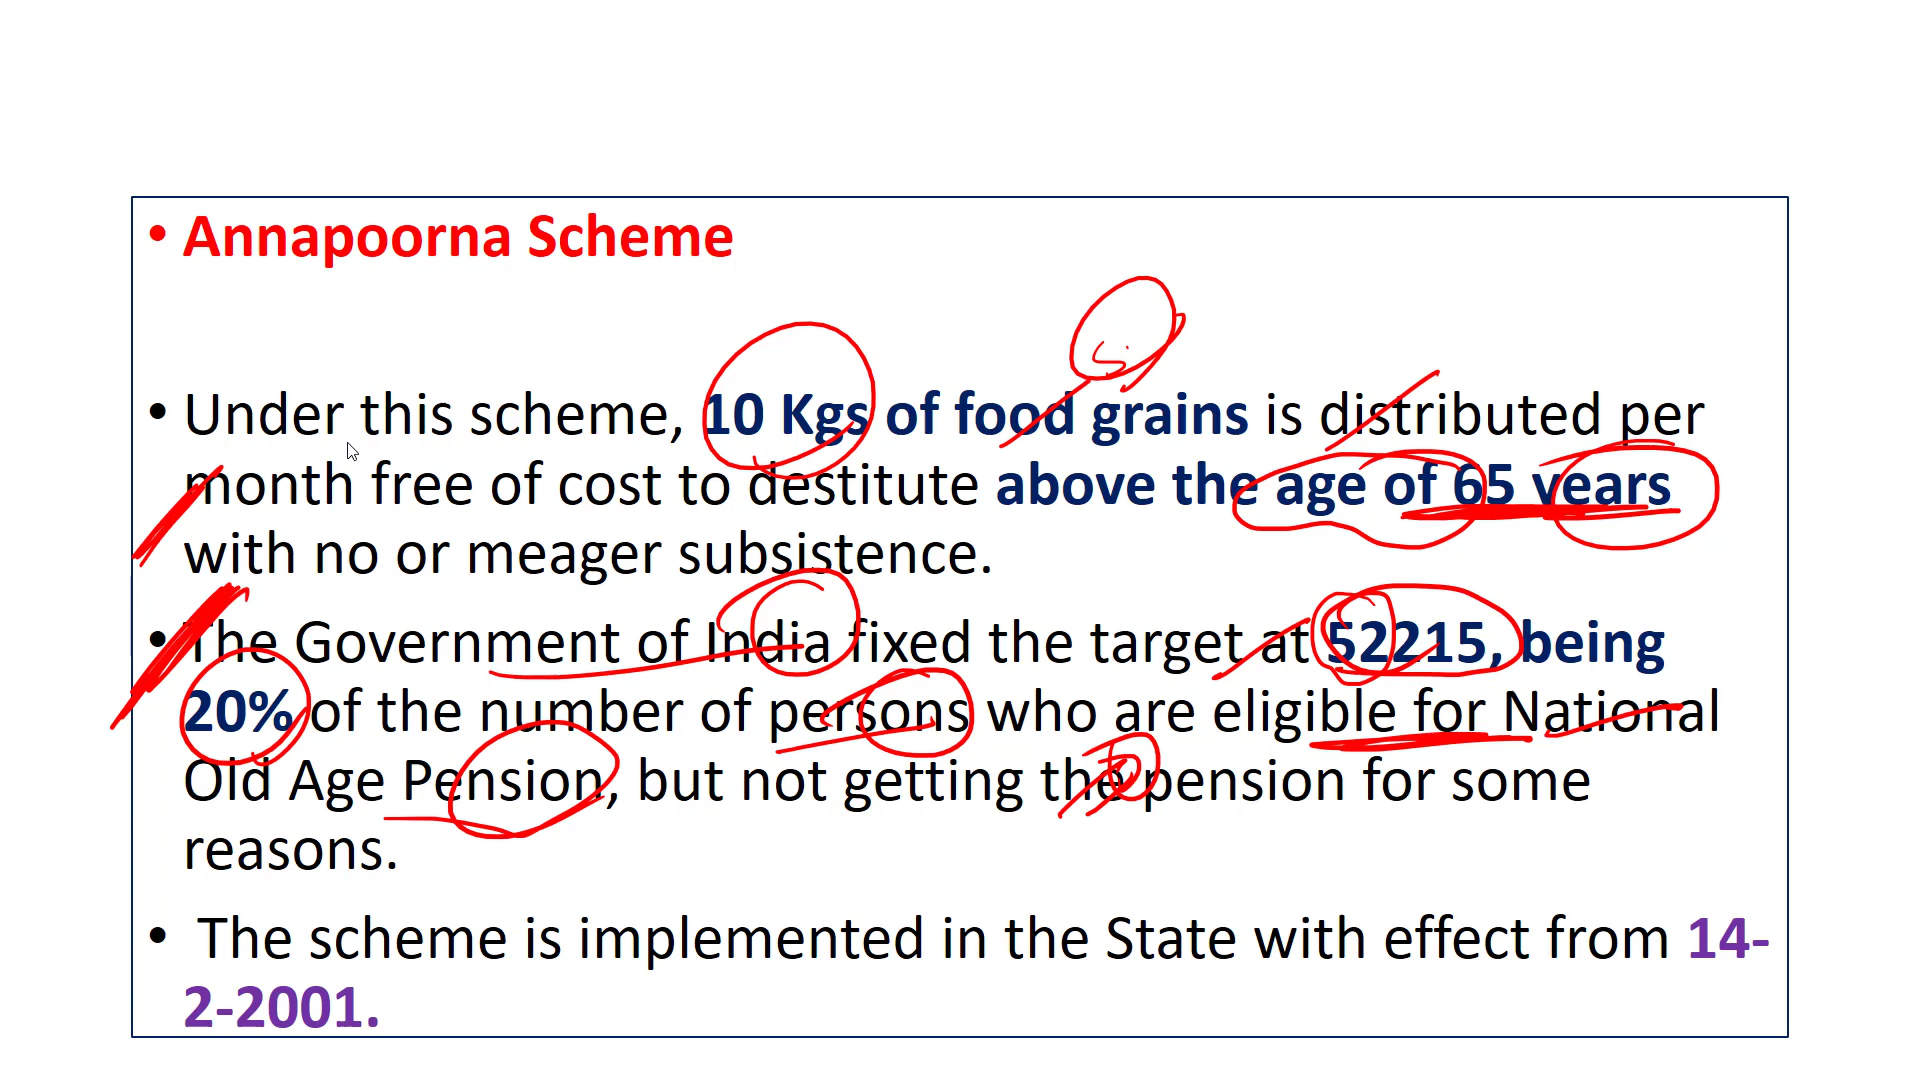 • Annapoorna Scheme
• Under this scheme, 10 Kgs of food grains is distributed per
month free of cost to destitute above the age of 65 years
with no or meager subsistence.
• The Government of India fixed the target at 52215, being
20% of the number of persons who are eligible for National
Old Age Pension, but not getting the pension for some
reasons.
• The scheme is implemented in the State with effect from 14-
2-2001.